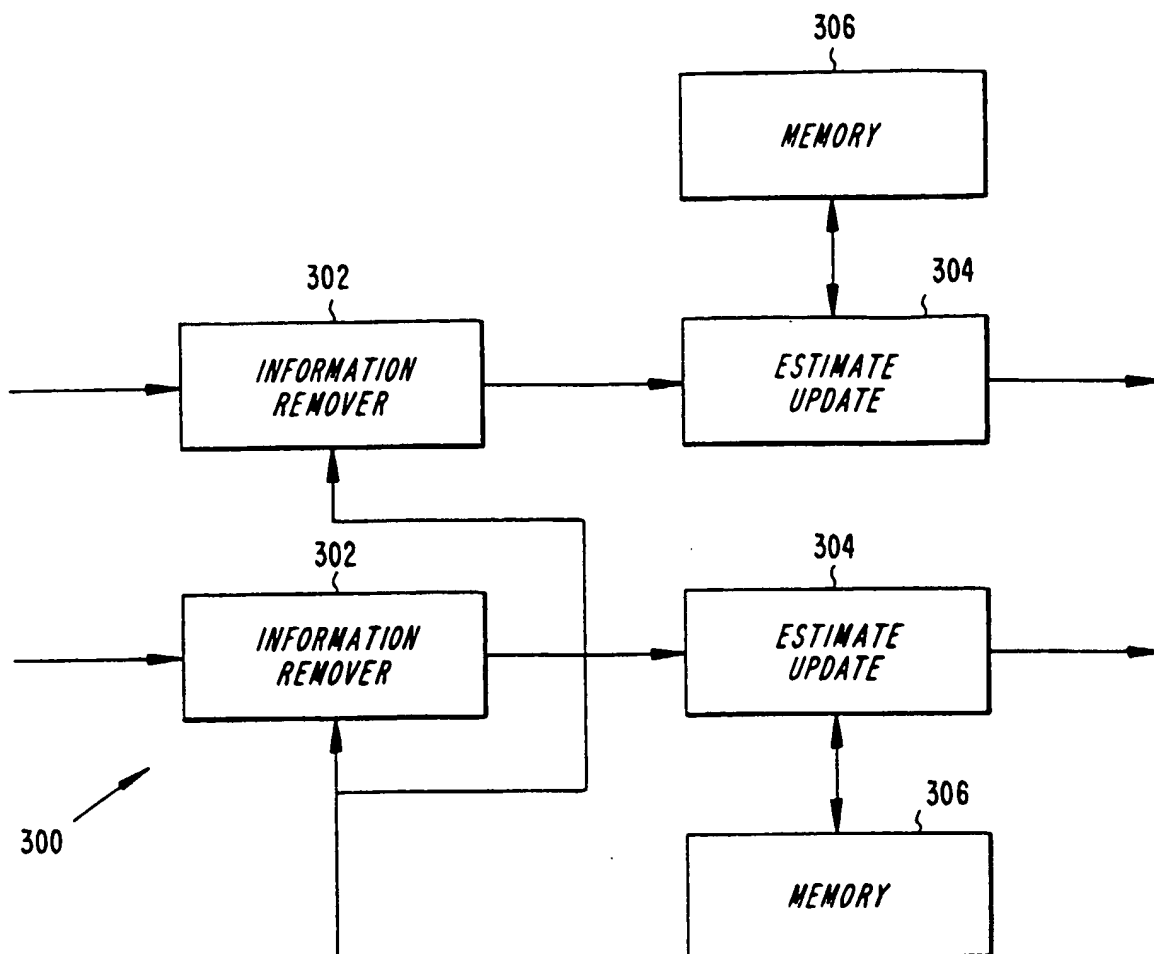 306
MEMORY
302
304
INFORMATION
REMOVER
ESTIMATE
UPDATE
302
304
INFORMATION
REMOVER
ESTIMATE
UPDATE
300
306
MEMORY